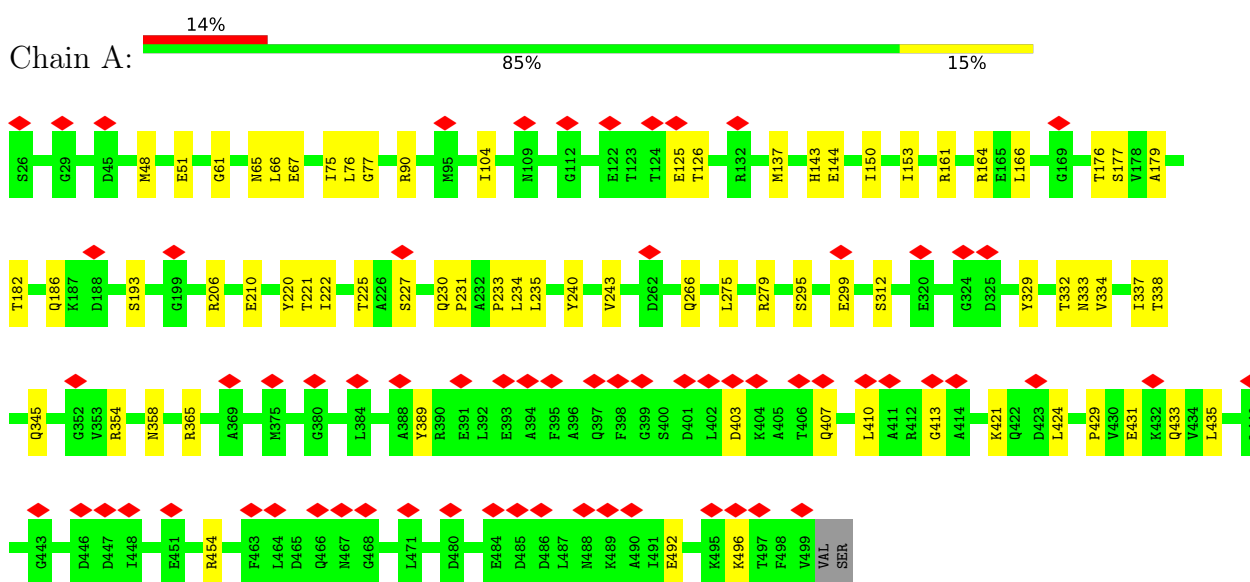 14%
Chain A:
85% 15%
S26 G29 D45 M48 E51 G61 N65 L66 E67 I75 L76 G77 R90 M95 I104 N109 G112 E122 T123 T124 E125 T126 R132 M137 H143 E144 I150 I153 R161 R164 E165 L166 G169 T176 S177 V178 A179
T182 Q186 K187 D188 S193 G199 R206 E210 Y220 T221 I222 T225 A226 S227 Q230 P231 A232 P233 L234 L235 Y240 V243 D262 Q266 L275 R279 S295 E299 S312 E320 G324 D325 Y329 T332 N333 V334 I337 T338
Q345 G352 V353 R354 N358 R365 A369 M375 G380 L384 A388 Y389 R390 E391 L392 E393 A394 F395 A396 Q397 F398 G399 S400 D401 L402 D403 K404 A405 T406 Q407 L410 A411 R412 G413 A414 K421 Q422 D423 L424 P429 V430 E431 K432 Q433 V434 L435
G443 D446 D447 I448 E451 R454 F463 L464 D465 Q466 N467 G468 L471 D480 E484 D485 D486 L487 N488 K489 A490 I491 E492 K495 K496 T497 F498 V499 VAL SER